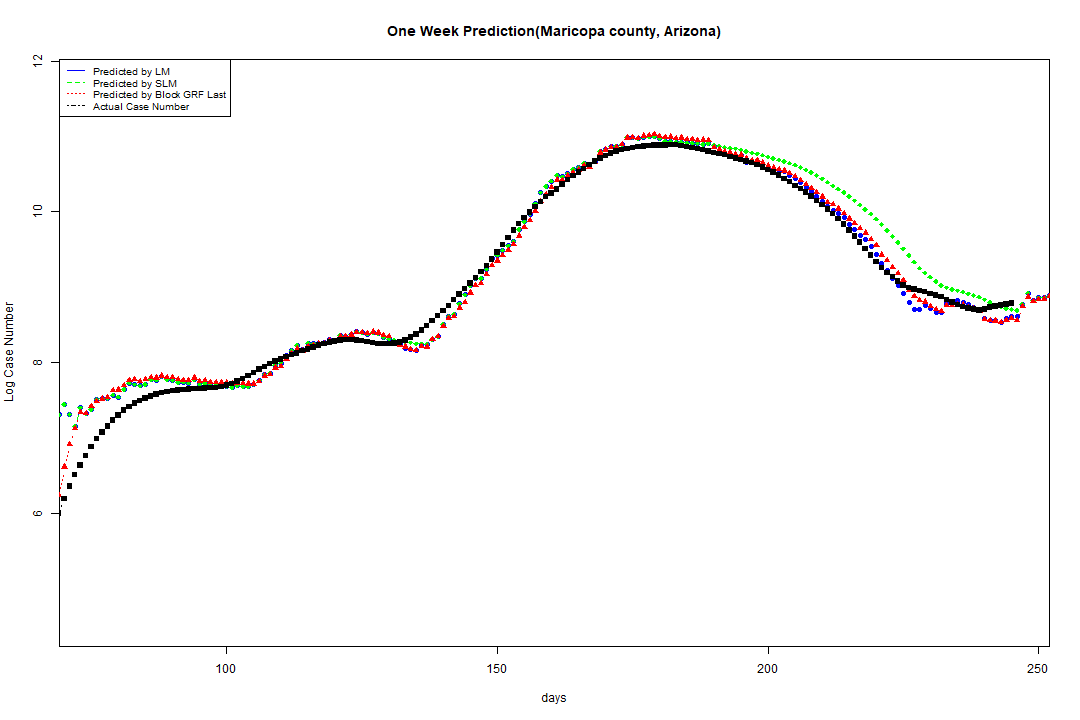 One Week Prediction(Maricopa county, Arizona)
Predicted by LM
Predicted by SLM
Predicted by Block GRF Last
Actual Case Number
12
10
8
6
Log Case Number
100 150 200 250
days